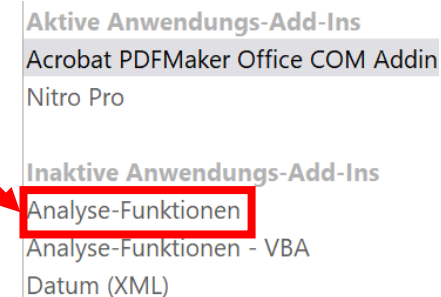 Aktive Anwendungs-Add-Ins
Acrobat PDFMaker Office COM Addin
Nitro Pro
Inaktive Anwendungs-Add-Ins
Analyse-Funktionen
Analyse-Funktionen - VBA
Datum (XML)